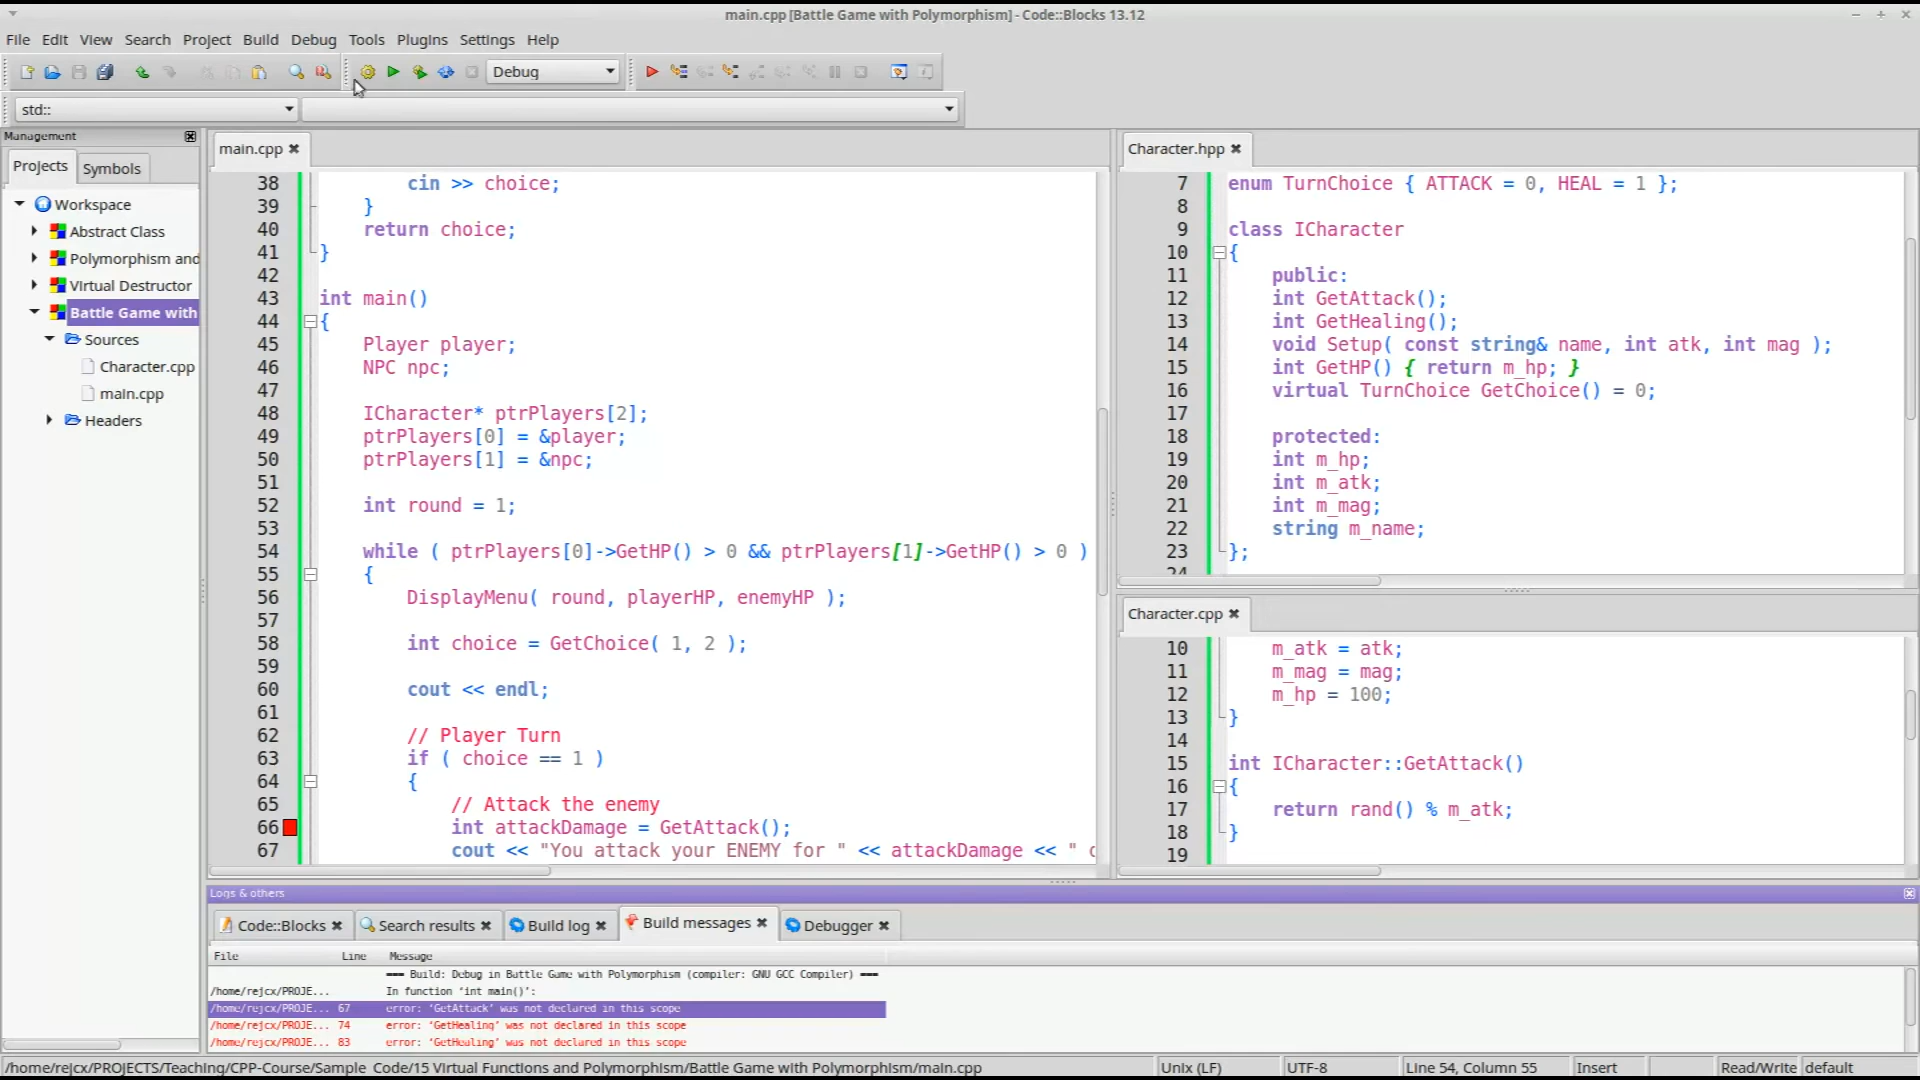 main.cpp [Battle Game with Polymorphism] - Code::Blocks 13.12
File Edit View Search Project Build Debug Tools Plugins Settings Help
Debug
std::
Management
Projects Symbols
Workspace
Abstract Class
Polymorphism and
Virtual Destructor
Battle Game with
Sources
Character.cpp
main.cpp
Headers
main.cpp
38 cin >> choice;
39 }
40 return choice;
41 }
42
43 int main()
44 {
45 Player player;
46 NPC npc;
47
48 ICharacter* ptrPlayers[2];
49 ptrPlayers[0] = &player;
50 ptrPlayers[1] = &npc;
51
52 int round = 1;
53
54 while ( ptrPlayers[0]->GetHP() > 0 && ptrPlayers[1]->GetHP() > 0 )
55 {
56 DisplayMenu( round, playerHP, enemyHP );
57
58 int choice = GetChoice( 1, 2 );
59
60 cout << endl;
61
62 // Player Turn
63 if ( choice == 1 )
64 {
65 // Attack the enemy
66 int attackDamage = GetAttack();
67 cout << "You attack your ENEMY for " << attackDamage << "
Character.hpp
7 enum TurnChoice { ATTACK = 0, HEAL = 1 };
8
9 class ICharacter
10 {
11 public:
12 int GetAttack();
13 int GetHealing();
14 void Setup( const string& name, int atk, int mag );
15 int GetHP() { return m_hp; }
16 virtual TurnChoice GetChoice() = 0;
17
18 protected:
19 int m_hp;
20 int m_atk;
21 int m_mag;
22 string m_name;
23 };
24
Character.cpp
10 m_atk = atk;
11 m_mag = mag;
12 m_hp = 100;
13 }
14
15 int ICharacter::GetAttack()
16 {
17 return rand() % m_atk;
18 }
19
Logs & others
Code::Blocks Search results Build log Build messages Debugger
File Line Message
=== Build: Debug in Battle Game with Polymorphism (compiler: GNU GCC Compiler) ===
/home/rejcx/PROJE... In function ‘int main()’:
/home/rejcx/PROJE... 67 error: ‘GetAttack’ was not declared in this scope
/home/rejcx/PROJE... 74 error: ‘GetHealing’ was not declared in this scope
/home/rejcx/PROJE... 83 error: ‘GetHealing’ was not declared in this scope
/home/rejcx/PROJECTS/Teaching/CPP-Course/Sample Code/15 Virtual Functions and Polymorphism/Battle Game with Polymorphism/main.cpp Unix (LF) UTF-8 Line 54, Column 55 Insert Read/Write default